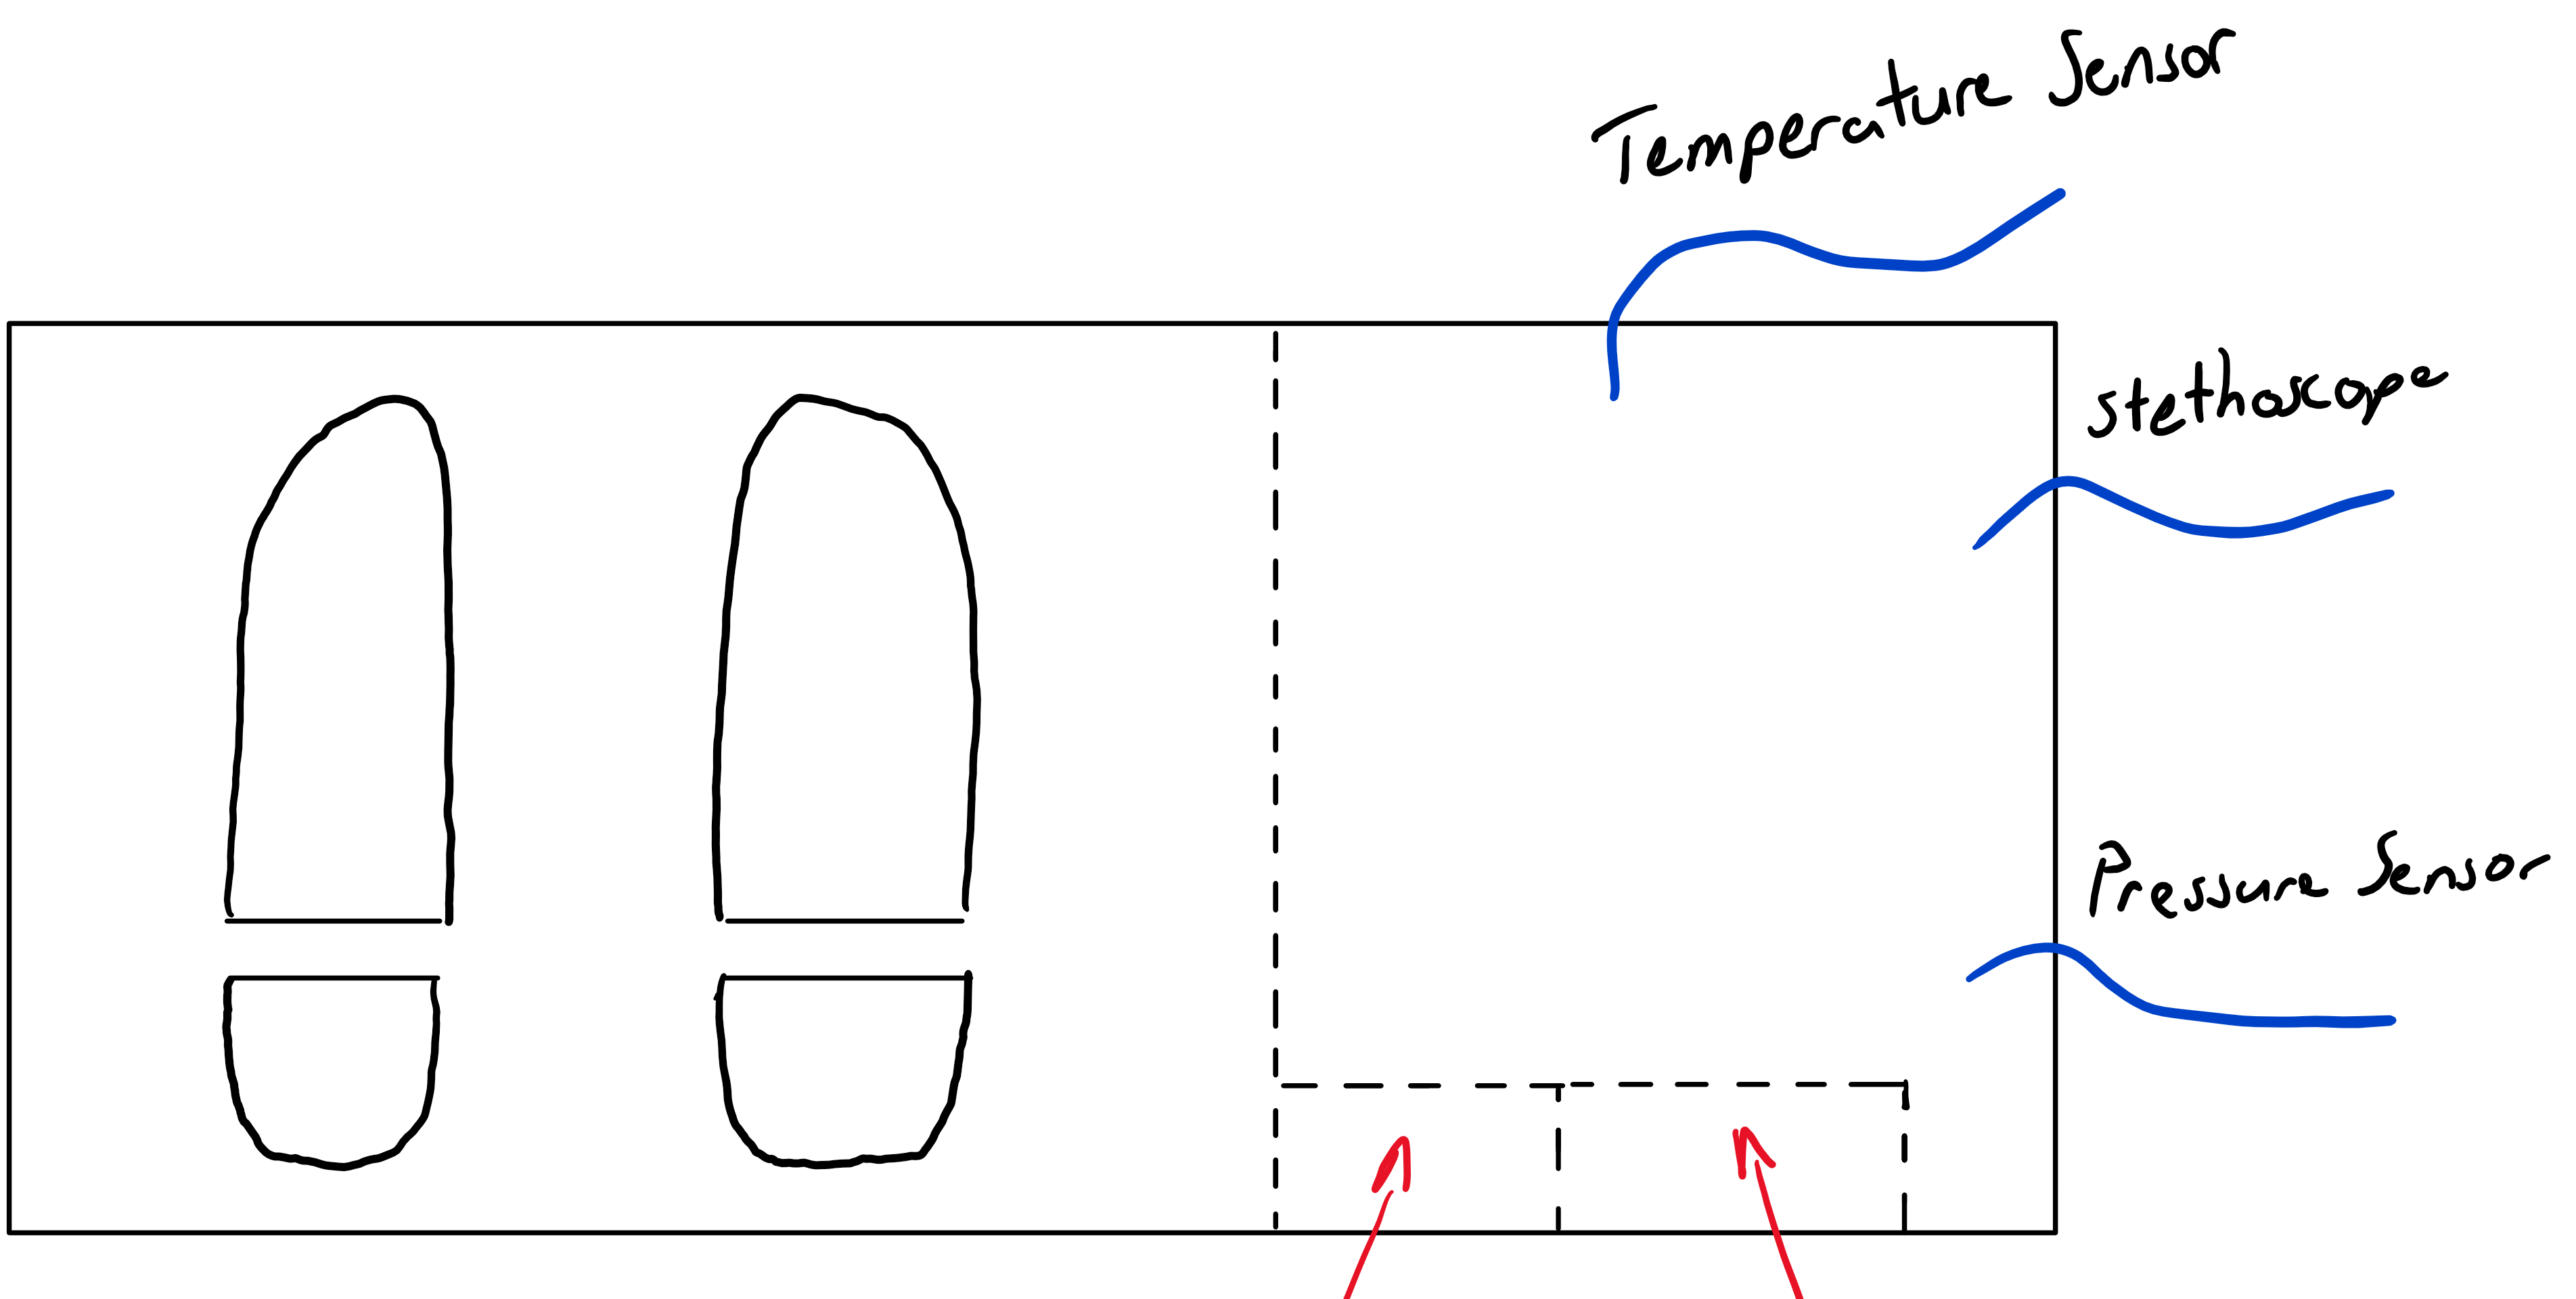 Temperature Sensor
stethoscope
Pressure Sensor